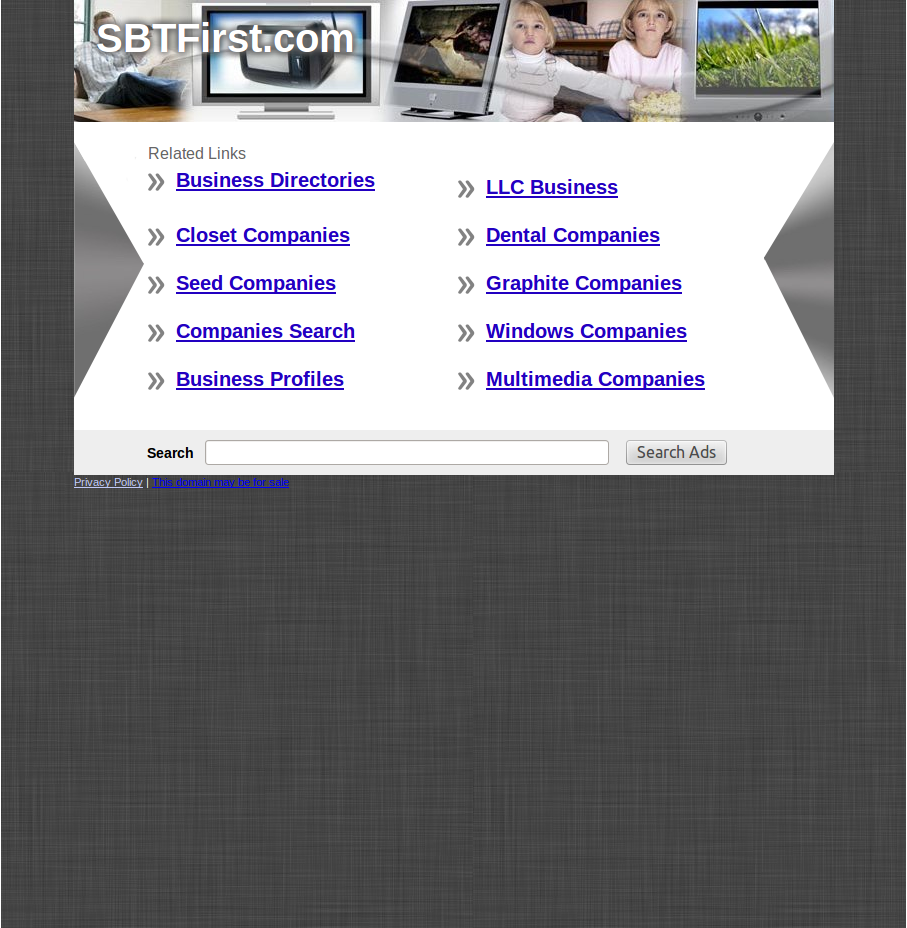 SBTFirst.com
Related Links
Business Directories
LLC Business
Closet Companies
Dental Companies
Seed Companies
Graphite Companies
Companies Search
Windows Companies
Business Profiles
Multimedia Companies
Search Search Ads
Privacy Policy | This domain may be for sale